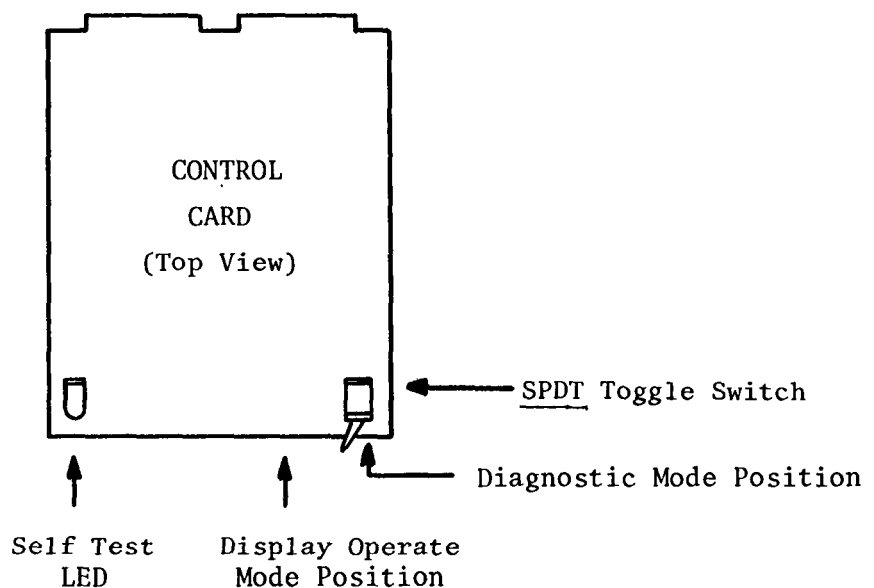 CONTROL
CARD
(Top View)
SPDT Toggle Switch
Diagnostic Mode Position
Self Test
LED
Display Operate
Mode Position